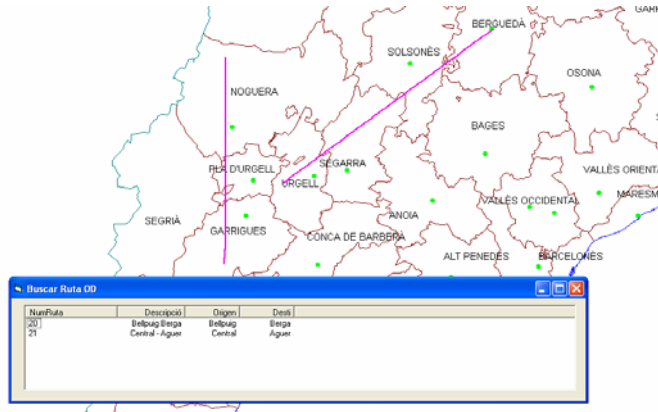 BERGUEDÀ
SOLSONÈS
OSONA
NOGUERA
BAGES
PLA D'URGELL
SEGARRA
URGELL
VALLÈS ORIENTA
VALLÈS OCCIDENTAL
MARESM
SEGRIÀ
ANOIA
GARRIGUES
CONCA DE BARBERÀ
ALT PENEDÈS
BARCELONÈS
Buscar Ruta OD
NumRuta Descripció Origen Destí
20 Bellpuig Berga Bellpuig Berga
21 Central - Aguer Central Aguer